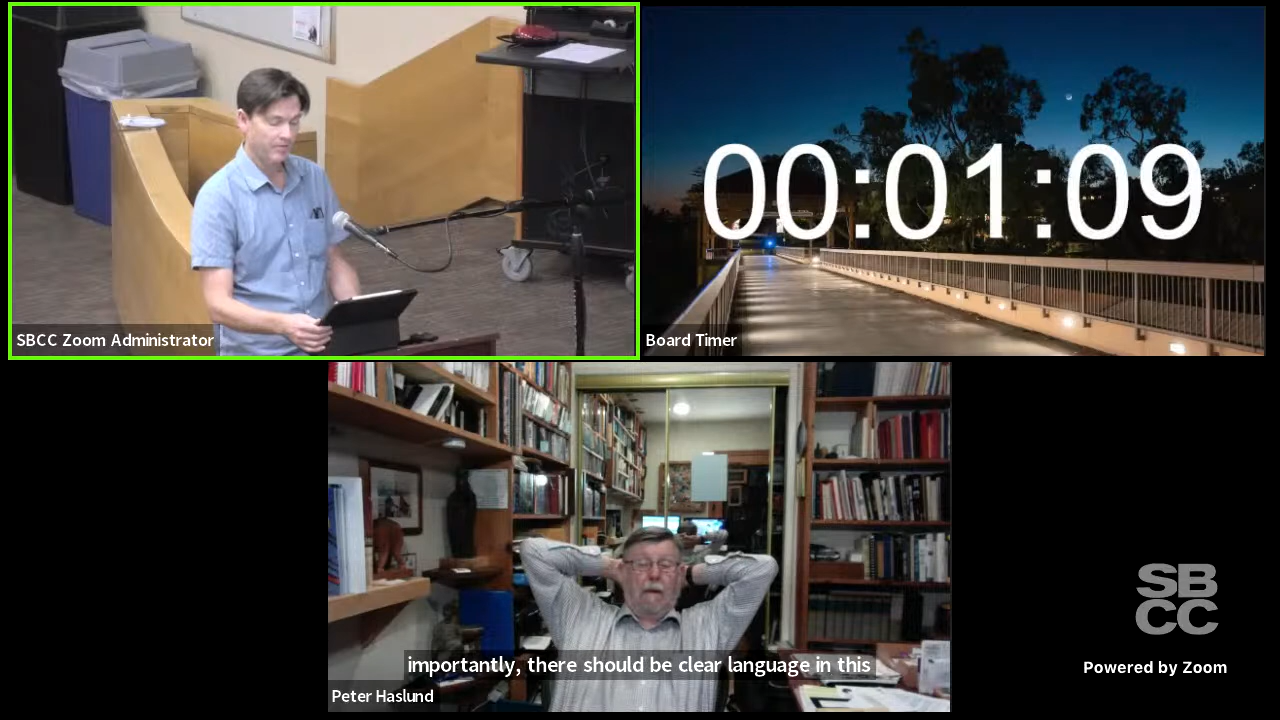 SBCC Zoom Administrator
00:01:09
Board Timer
importantly, there should be clear language in this
Peter Haslund
SB
CC
Powered by Zoom